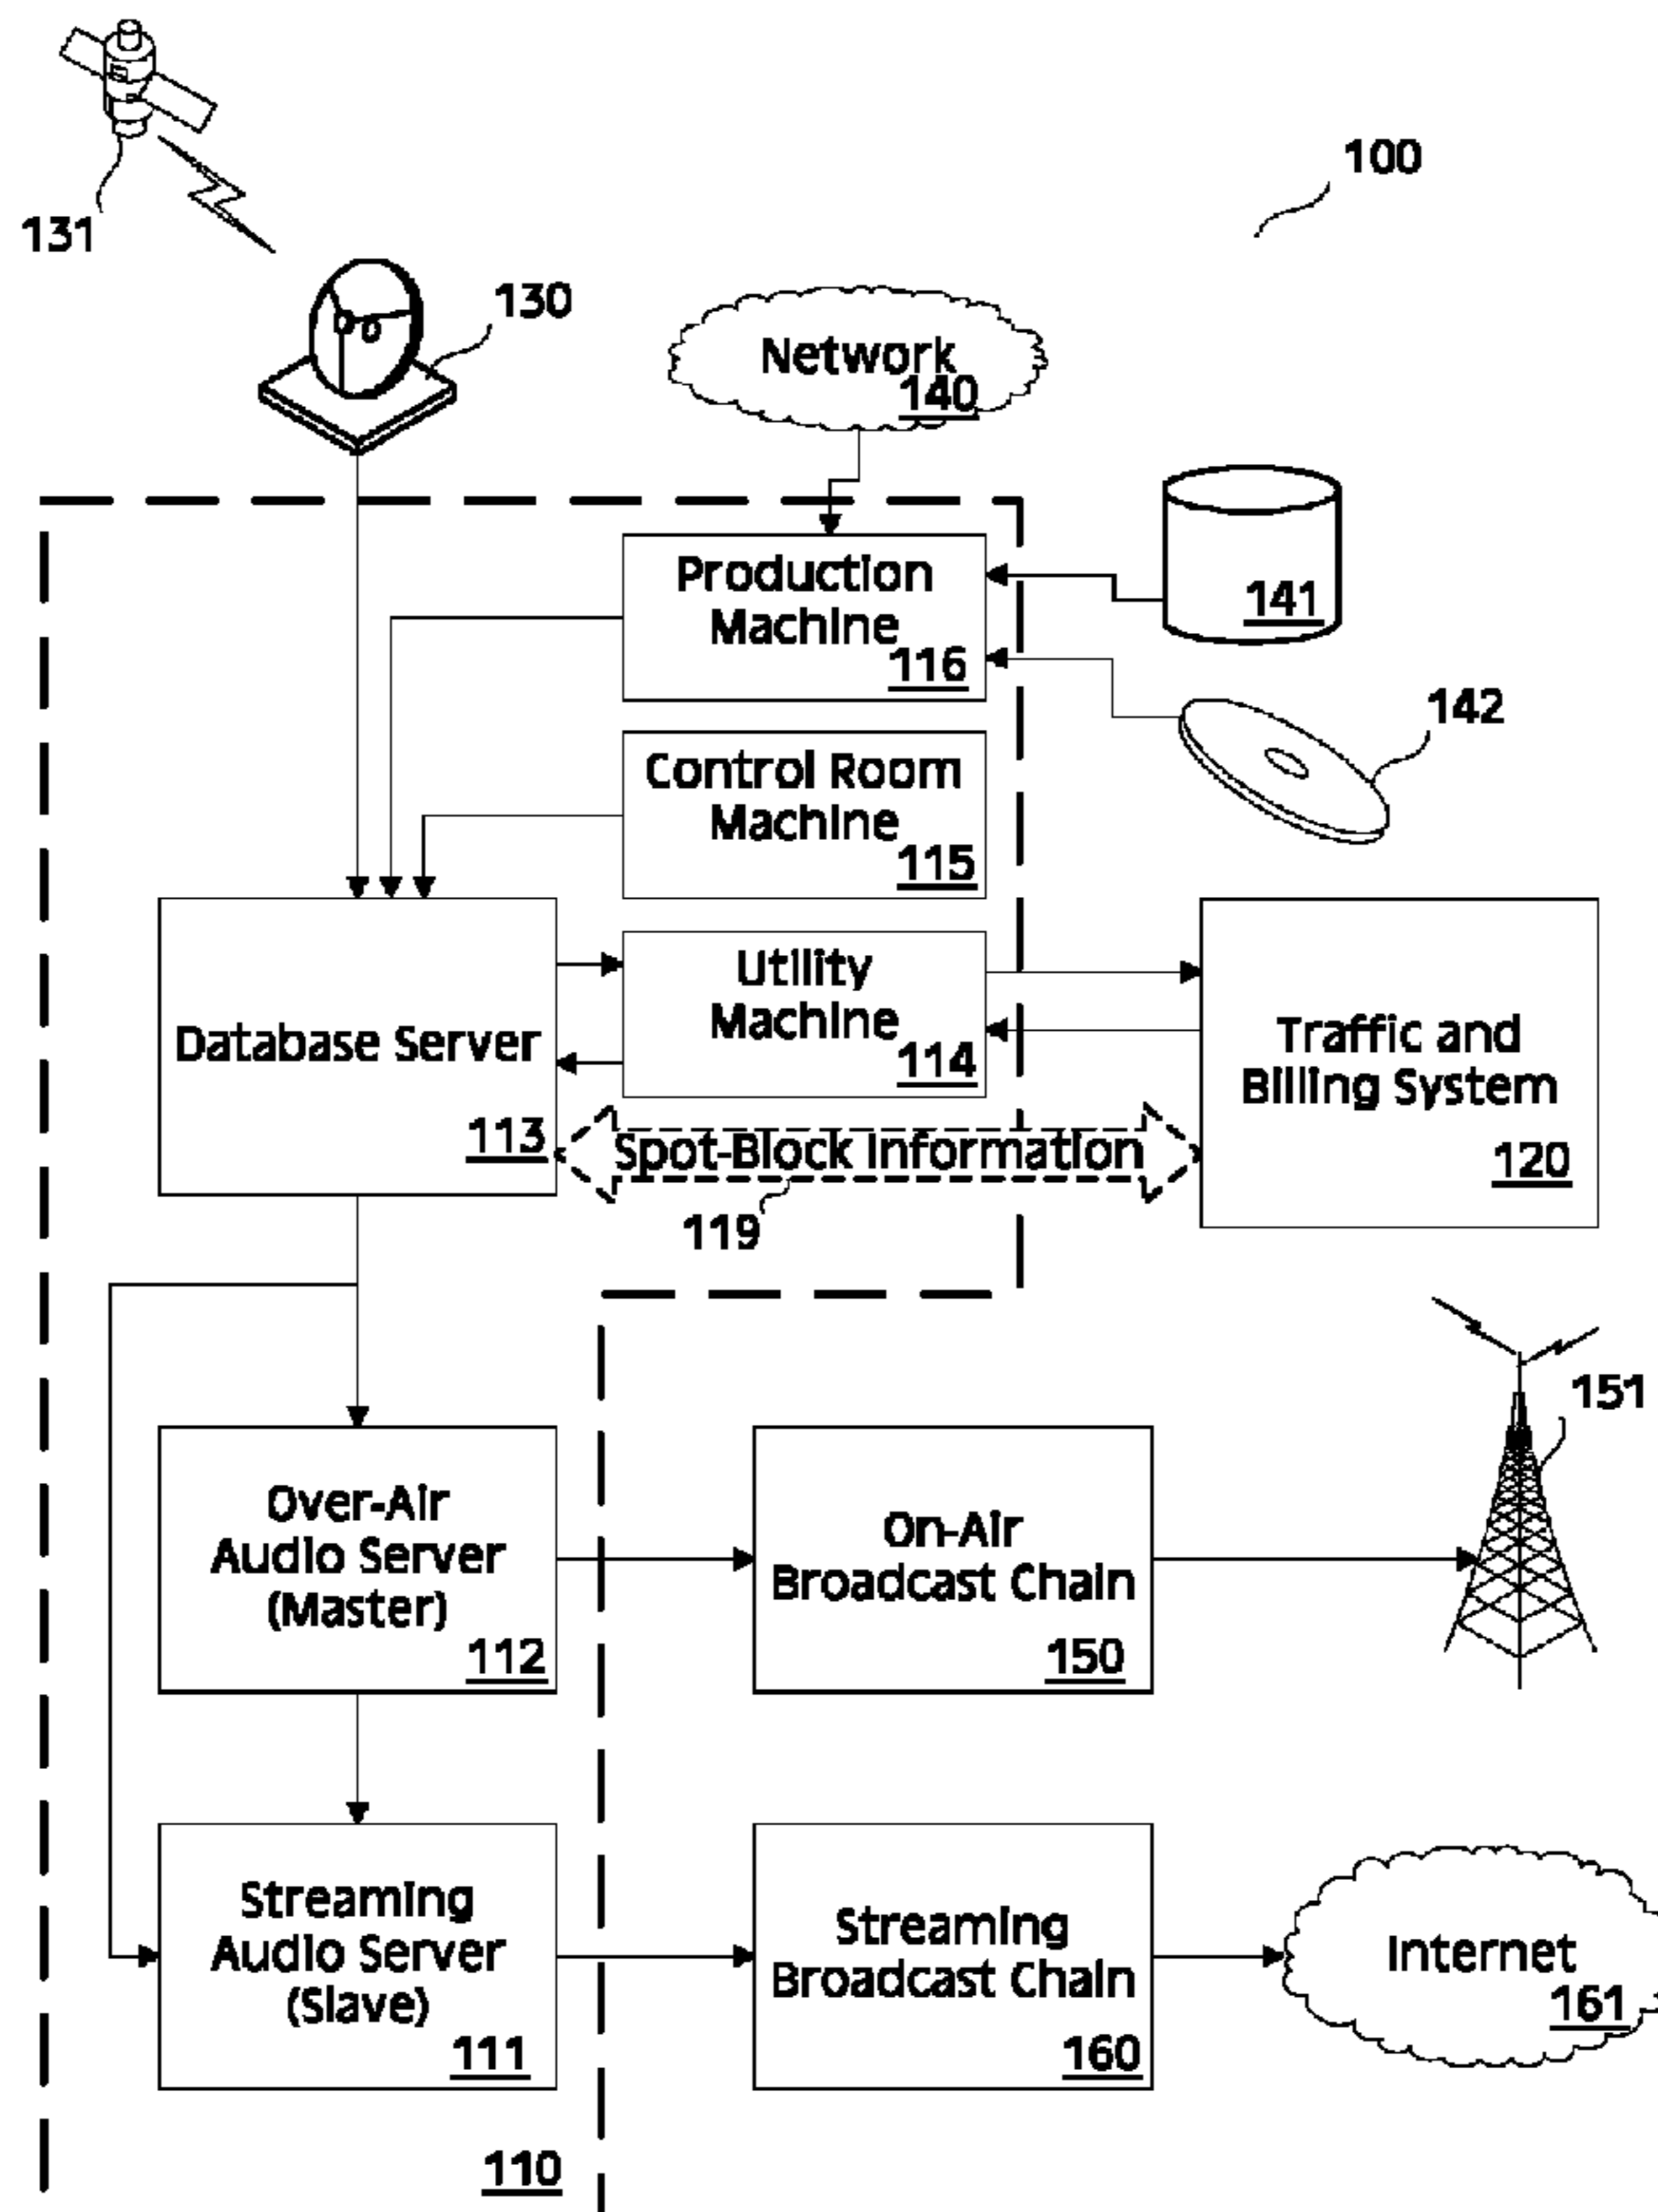 100
131
130
Network
140
Production
Machine
116
141
142
Control Room
Machine
115
Utility
Machine
114
Database Server
113
Traffic and
Billing System
120
Spot-Block Information
119
151
Over-Air
Audio Server
(Master)
112
On-Air
Broadcast Chain
150
Streaming
Audio Server
(Slave)
111
Streaming
Broadcast Chain
160
Internet
161
110